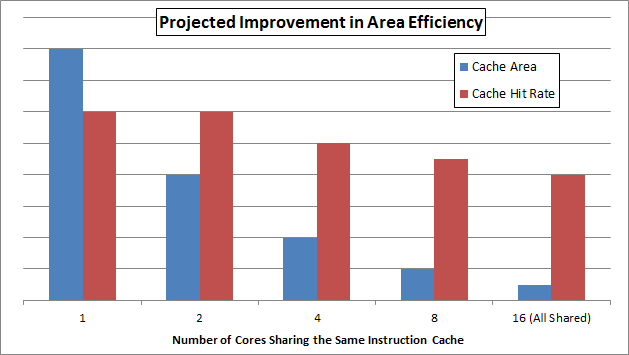 Projected Improvement in Area Efficiency
Cache Area
Cache Hit Rate
1
2
4
8
16 (All Shared)
Number of Cores Sharing the Same Instruction Cache